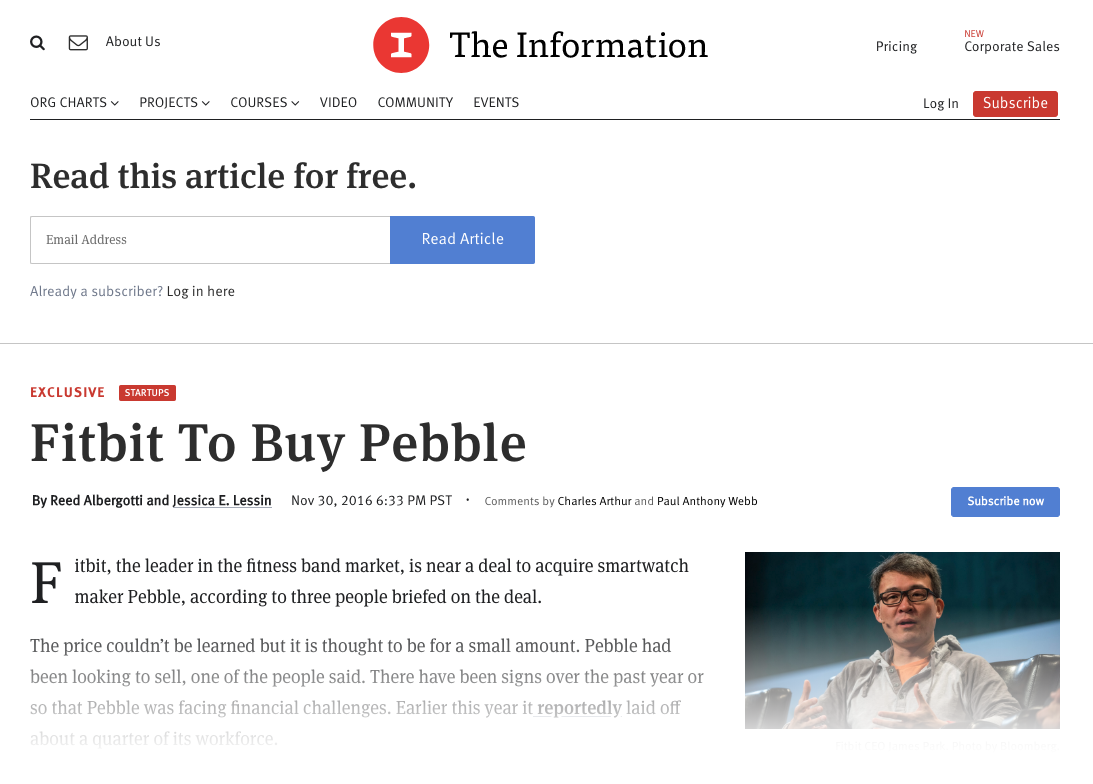 About Us
The Information
Pricing
NEW
Corporate Sales
ORG CHARTS
PROJECTS
COURSES
VIDEO
COMMUNITY
EVENTS
Log In
Subscribe
Read this article for free.
Email Address
Read Article
Already a subscriber? Log in here
EXCLUSIVE
STARTUPS
Fitbit To Buy Pebble
By Reed Albergotti and Jessica E. Lessin
Nov 30, 2016 6:33 PM PST
·
Comments by Charles Arthur and Paul Anthony Webb
Subscribe now
Fitbit, the leader in the fitness band market, is near a deal to acquire smartwatch
maker Pebble, according to three people briefed on the deal.
The price couldn’t be learned but it is thought to be for a small amount. Pebble had
been looking to sell, one of the people said. There have been signs over the past year or
so that Pebble was facing financial challenges. Earlier this year it reportedly laid off
about a quarter of its workforce.